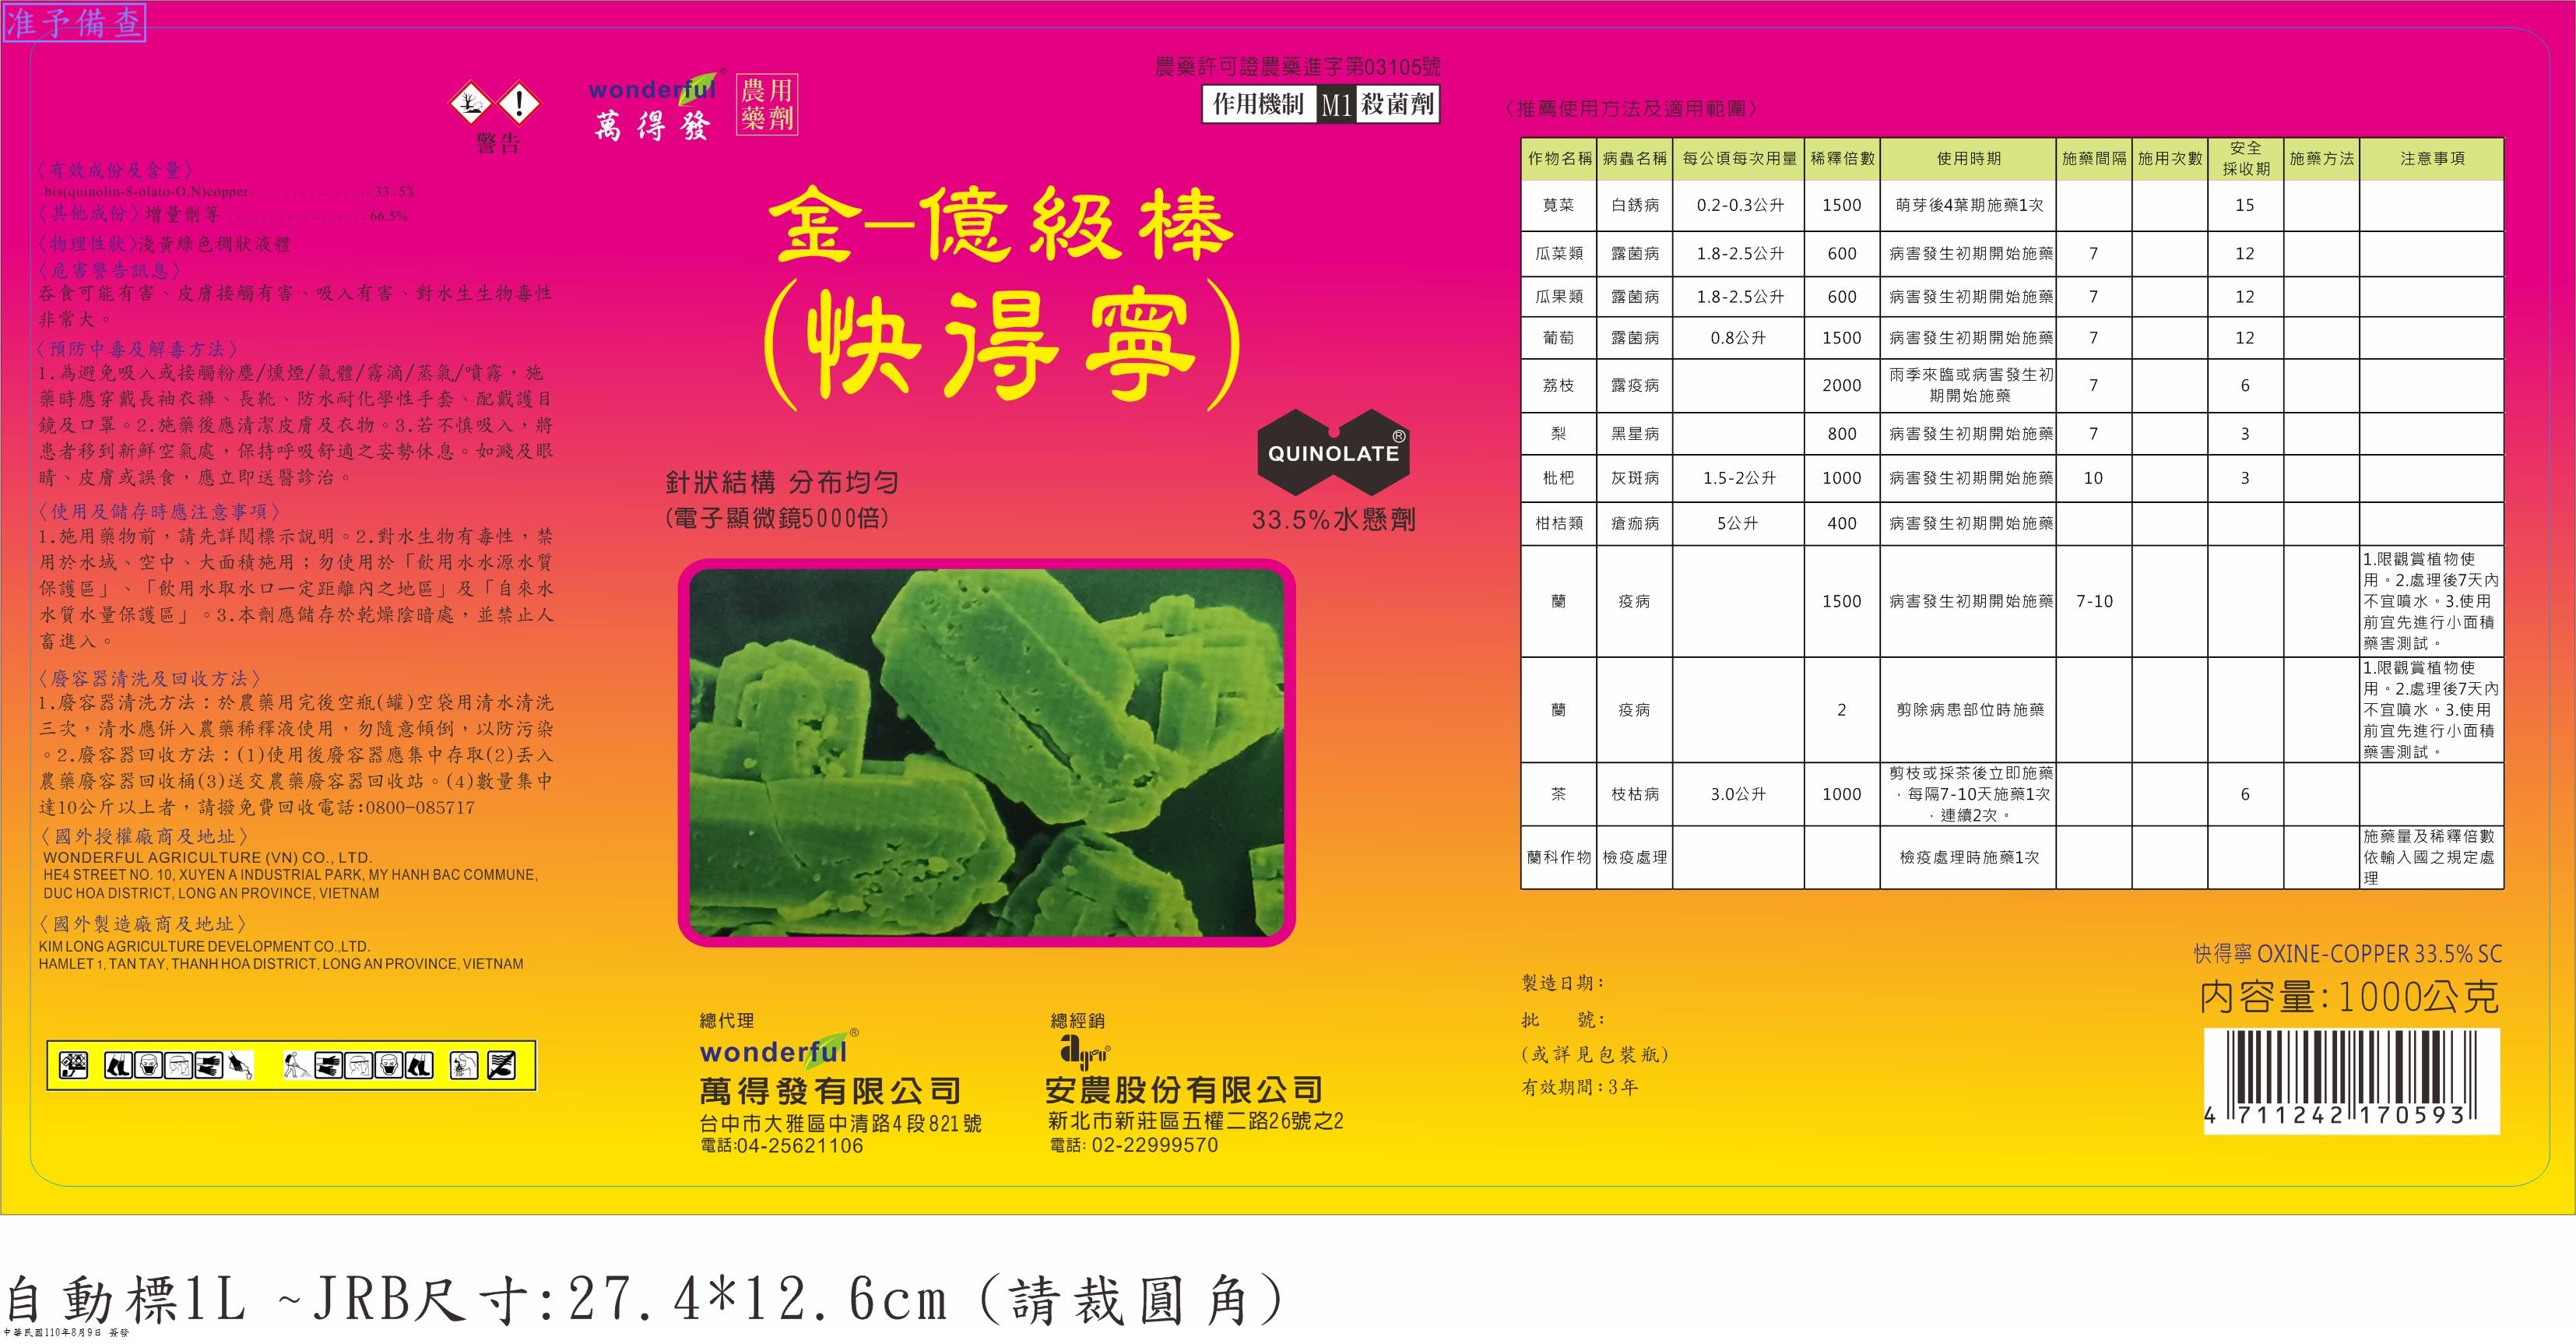 准予備查
警告
wonderful®
萬得發
農用
藥劑
農藥許可證農藥進字第03105號
作用機制 M1 殺菌劑
〈有效成份及含量〉
bis(quinolin-8-olato-O,N)copper...............33.5%
〈其他成份〉增量劑等.................66.5%
〈物理性狀〉淺黃綠色稠狀液體
〈危害警告訊息〉
吞食可能有害、皮膚接觸有害、吸入有害、對水生生物毒性
非常大。
〈預防中毒及解毒方法〉
1.為避免吸入或接觸粉塵/燻煙/氣體/霧滴/蒸氣/噴霧，施
藥時應穿戴長袖衣褲、長靴、防水耐化學性手套、配戴護目
鏡及口罩。2.施藥後應清潔皮膚及衣物。3.若不慎吸入，將
患者移到新鮮空氣處，保持呼吸舒適之姿勢休息。如濺及眼
睛、皮膚或誤食，應立即送醫診治。
〈使用及儲存時應注意事項〉
1.施用藥物前，請先詳閱標示說明。2.對水生物有毒性，禁
用於水域、空中、大面積施用；勿使用於「飲用水水源水質
保護區」、「飲用水取水口一定距離內之地區」及「自來水
水質水量保護區」。3.本劑應儲存於乾燥陰暗處，並禁止人
畜進入。
〈廢容器清洗及回收方法〉
1.廢容器清洗方法：於農藥用完後空瓶(罐)空袋用清水清洗
三次，清水應併入農藥稀釋液使用，勿隨意傾倒，以防污染
。2.廢容器回收方法：(1)使用後廢容器應集中存取(2)丟入
農藥廢容器回收桶(3)送交農藥廢容器回收站。(4)數量集中
達10公斤以上者，請撥免費回收電話:0800-085717
〈國外授權廠商及地址〉
WONDERFUL AGRICULTURE (VN) CO., LTD.
HE4 STREET NO. 10, XUYEN A INDUSTRIAL PARK, MY HANH BAC COMMUNE,
DUC HOA DISTRICT, LONG AN PROVINCE, VIETNAM
〈國外製造廠商及地址〉
KIM LONG AGRICULTURE DEVELOPMENT CO.,LTD.
HAMLET 1, TAN TAY, THANH HOA DISTRICT, LONG AN PROVINCE, VIETNAM
金一億級棒
(快得寧)
QUINOLATE®
33.5%水懸劑
針狀結構 分布均勻
(電子顯微鏡5000倍)
總代理
wonderful®
萬得發有限公司
台中市大雅區中清路4段821號
電話:04-25621106
總經銷
agro®
安農股份有限公司
新北市新莊區五權二路26號之2
電話: 02-22999570
〈推薦使用方法及適用範圍〉
作物名稱 病蟲名稱 每公頃每次用量 稀釋倍數 使用時期 施藥間隔 施用次數 安全採收期 施藥方法 注意事項
莧菜 白銹病 0.2-0.3公升 1500 萌芽後4葉期施藥1次 15
瓜菜類 露菌病 1.8-2.5公升 600 病害發生初期開始施藥 7 12
瓜果類 露菌病 1.8-2.5公升 600 病害發生初期開始施藥 7 12
葡萄 露菌病 0.8公升 1500 病害發生初期開始施藥 7 12
荔枝 露疫病 2000 雨季來臨或病害發生初期開始施藥 7 6
梨 黑星病 800 病害發生初期開始施藥 7 3
枇杷 灰斑病 1.5-2公升 1000 病害發生初期開始施藥 10 3
柑桔類 瘡痂病 5公升 400 病害發生初期開始施藥
蘭 疫病 1500 病害發生初期開始施藥 7-10 1.限觀賞植物使用。2.處理後7天內不宜噴水。3.使用前宜先進行小面積藥害測試。
蘭 疫病 2 剪除病患部位時施藥 1.限觀賞植物使用。2.處理後7天內不宜噴水。3.使用前宜先進行小面積藥害測試。
茶 枝枯病 3.0公升 1000 剪枝或採茶後立即施藥，每隔7-10天施藥1次，連續2次。 6
蘭科作物 檢疫處理 檢疫處理時施藥1次 施藥量及稀釋倍數依輸入國之規定處理
製造日期：
批 號：
(或詳見包裝瓶)
有效期間：3年
快得寧 OXINE-COPPER 33.5% SC
內容量：1000公克
4 711242 170593
自動標1L ~JRB尺寸:27.4*12.6cm (請裁圓角)
中華民國110年8月9日 簽發